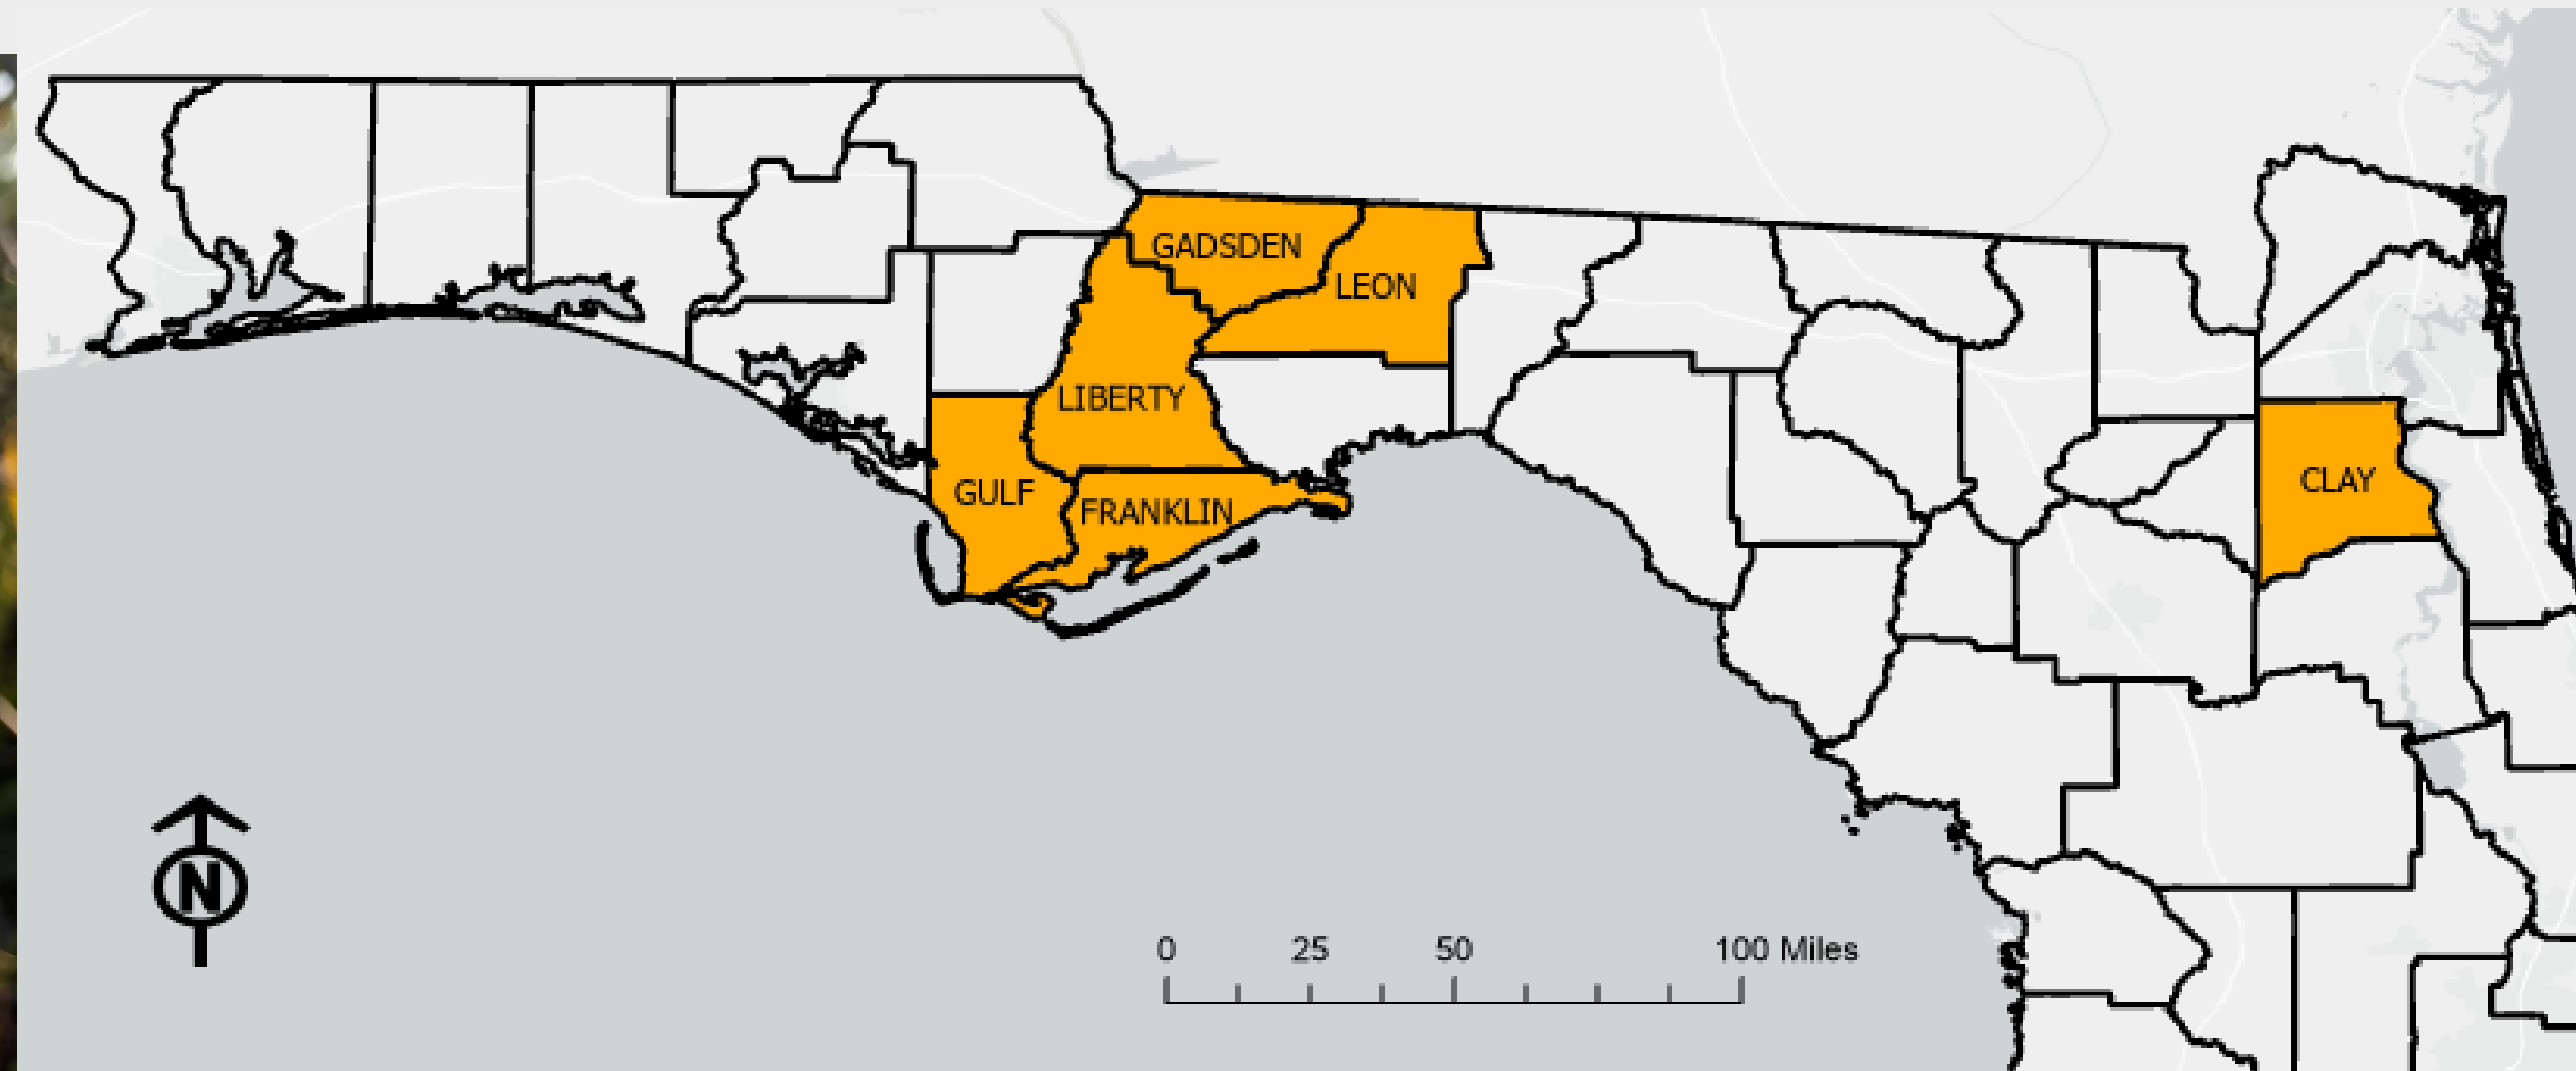 GADSDEN
LEON
LIBERTY
CLAY
GULF
FRANKLIN
N
0 25 50 100 Miles